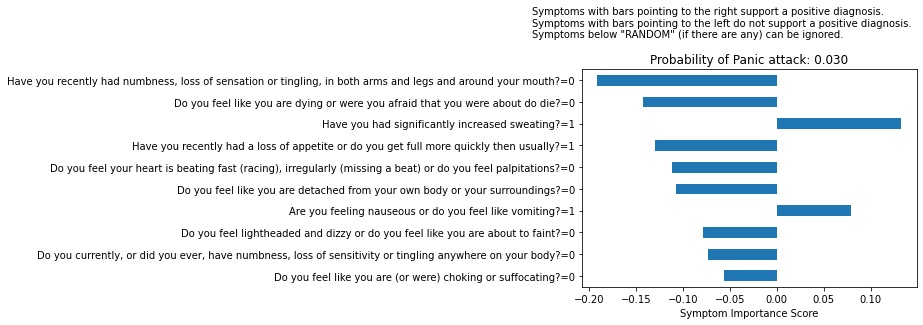 Symptoms with bars pointing to the right support a positive diagnosis.
Symptoms with bars pointing to the left do not support a positive diagnosis.
Symptoms below "RANDOM" (if there are any) can be ignored.
Probability of Panic attack: 0.030
Have you recently had numbness, loss of sensation or tingling, in both arms and legs and around your mouth?=0
Do you feel like you are dying or were you afraid that you were about do die?=0
Have you had significantly increased sweating?=1
Have you recently had a loss of appetite or do you get full more quickly then usually?=1
Do you feel your heart is beating fast (racing), irregularly (missing a beat) or do you feel palpitations?=0
Do you feel like you are detached from your own body or your surroundings?=0
Are you feeling nauseous or do you feel like vomiting?=1
Do you feel lightheaded and dizzy or do you feel like you are about to faint?=0
Do you currently, or did you ever, have numbness, loss of sensitivity or tingling anywhere on your body?=0
Do you feel like you are (or were) choking or suffocating?=0
−0.20 −0.15 −0.10 −0.05 0.00 0.05 0.10
Symptom Importance Score